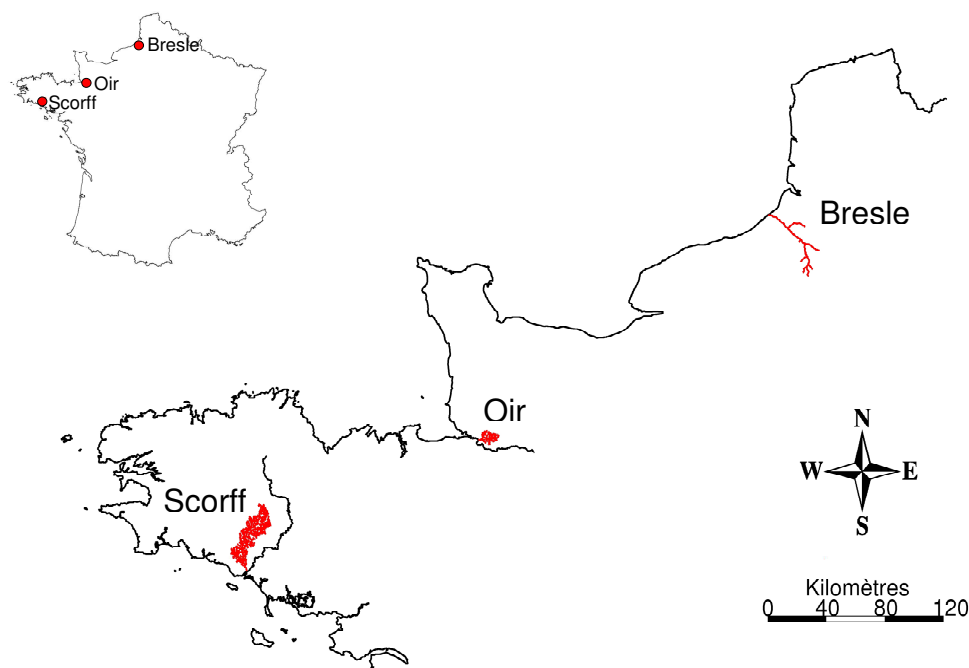 Bresle
Oir
Scorff
Bresle
Oir
Scorff
N
W E
S
Kilomètres
0 40 80 120